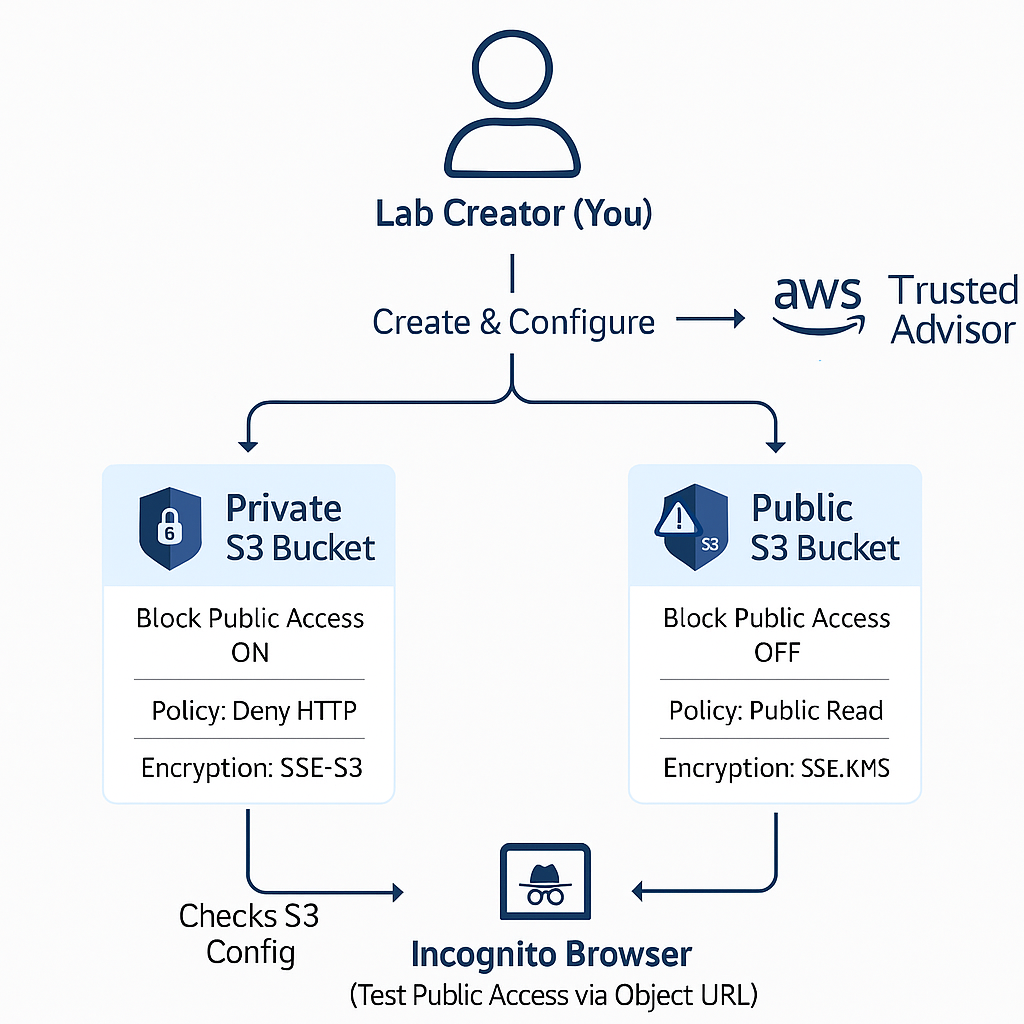 Lab Creator (You)
Create & Configure
aws
Trusted
Advisor
Private
S3 Bucket
6
Block Public Access
ON
Policy: Deny HTTP
Encryption: SSE-S3
Public
S3 Bucket
!
S3
Block Public Access
OFF
Policy: Public Read
Encryption: SSE.KMS
Checks S3
Config
Incognito Browser
(Test Public Access via Object URL)